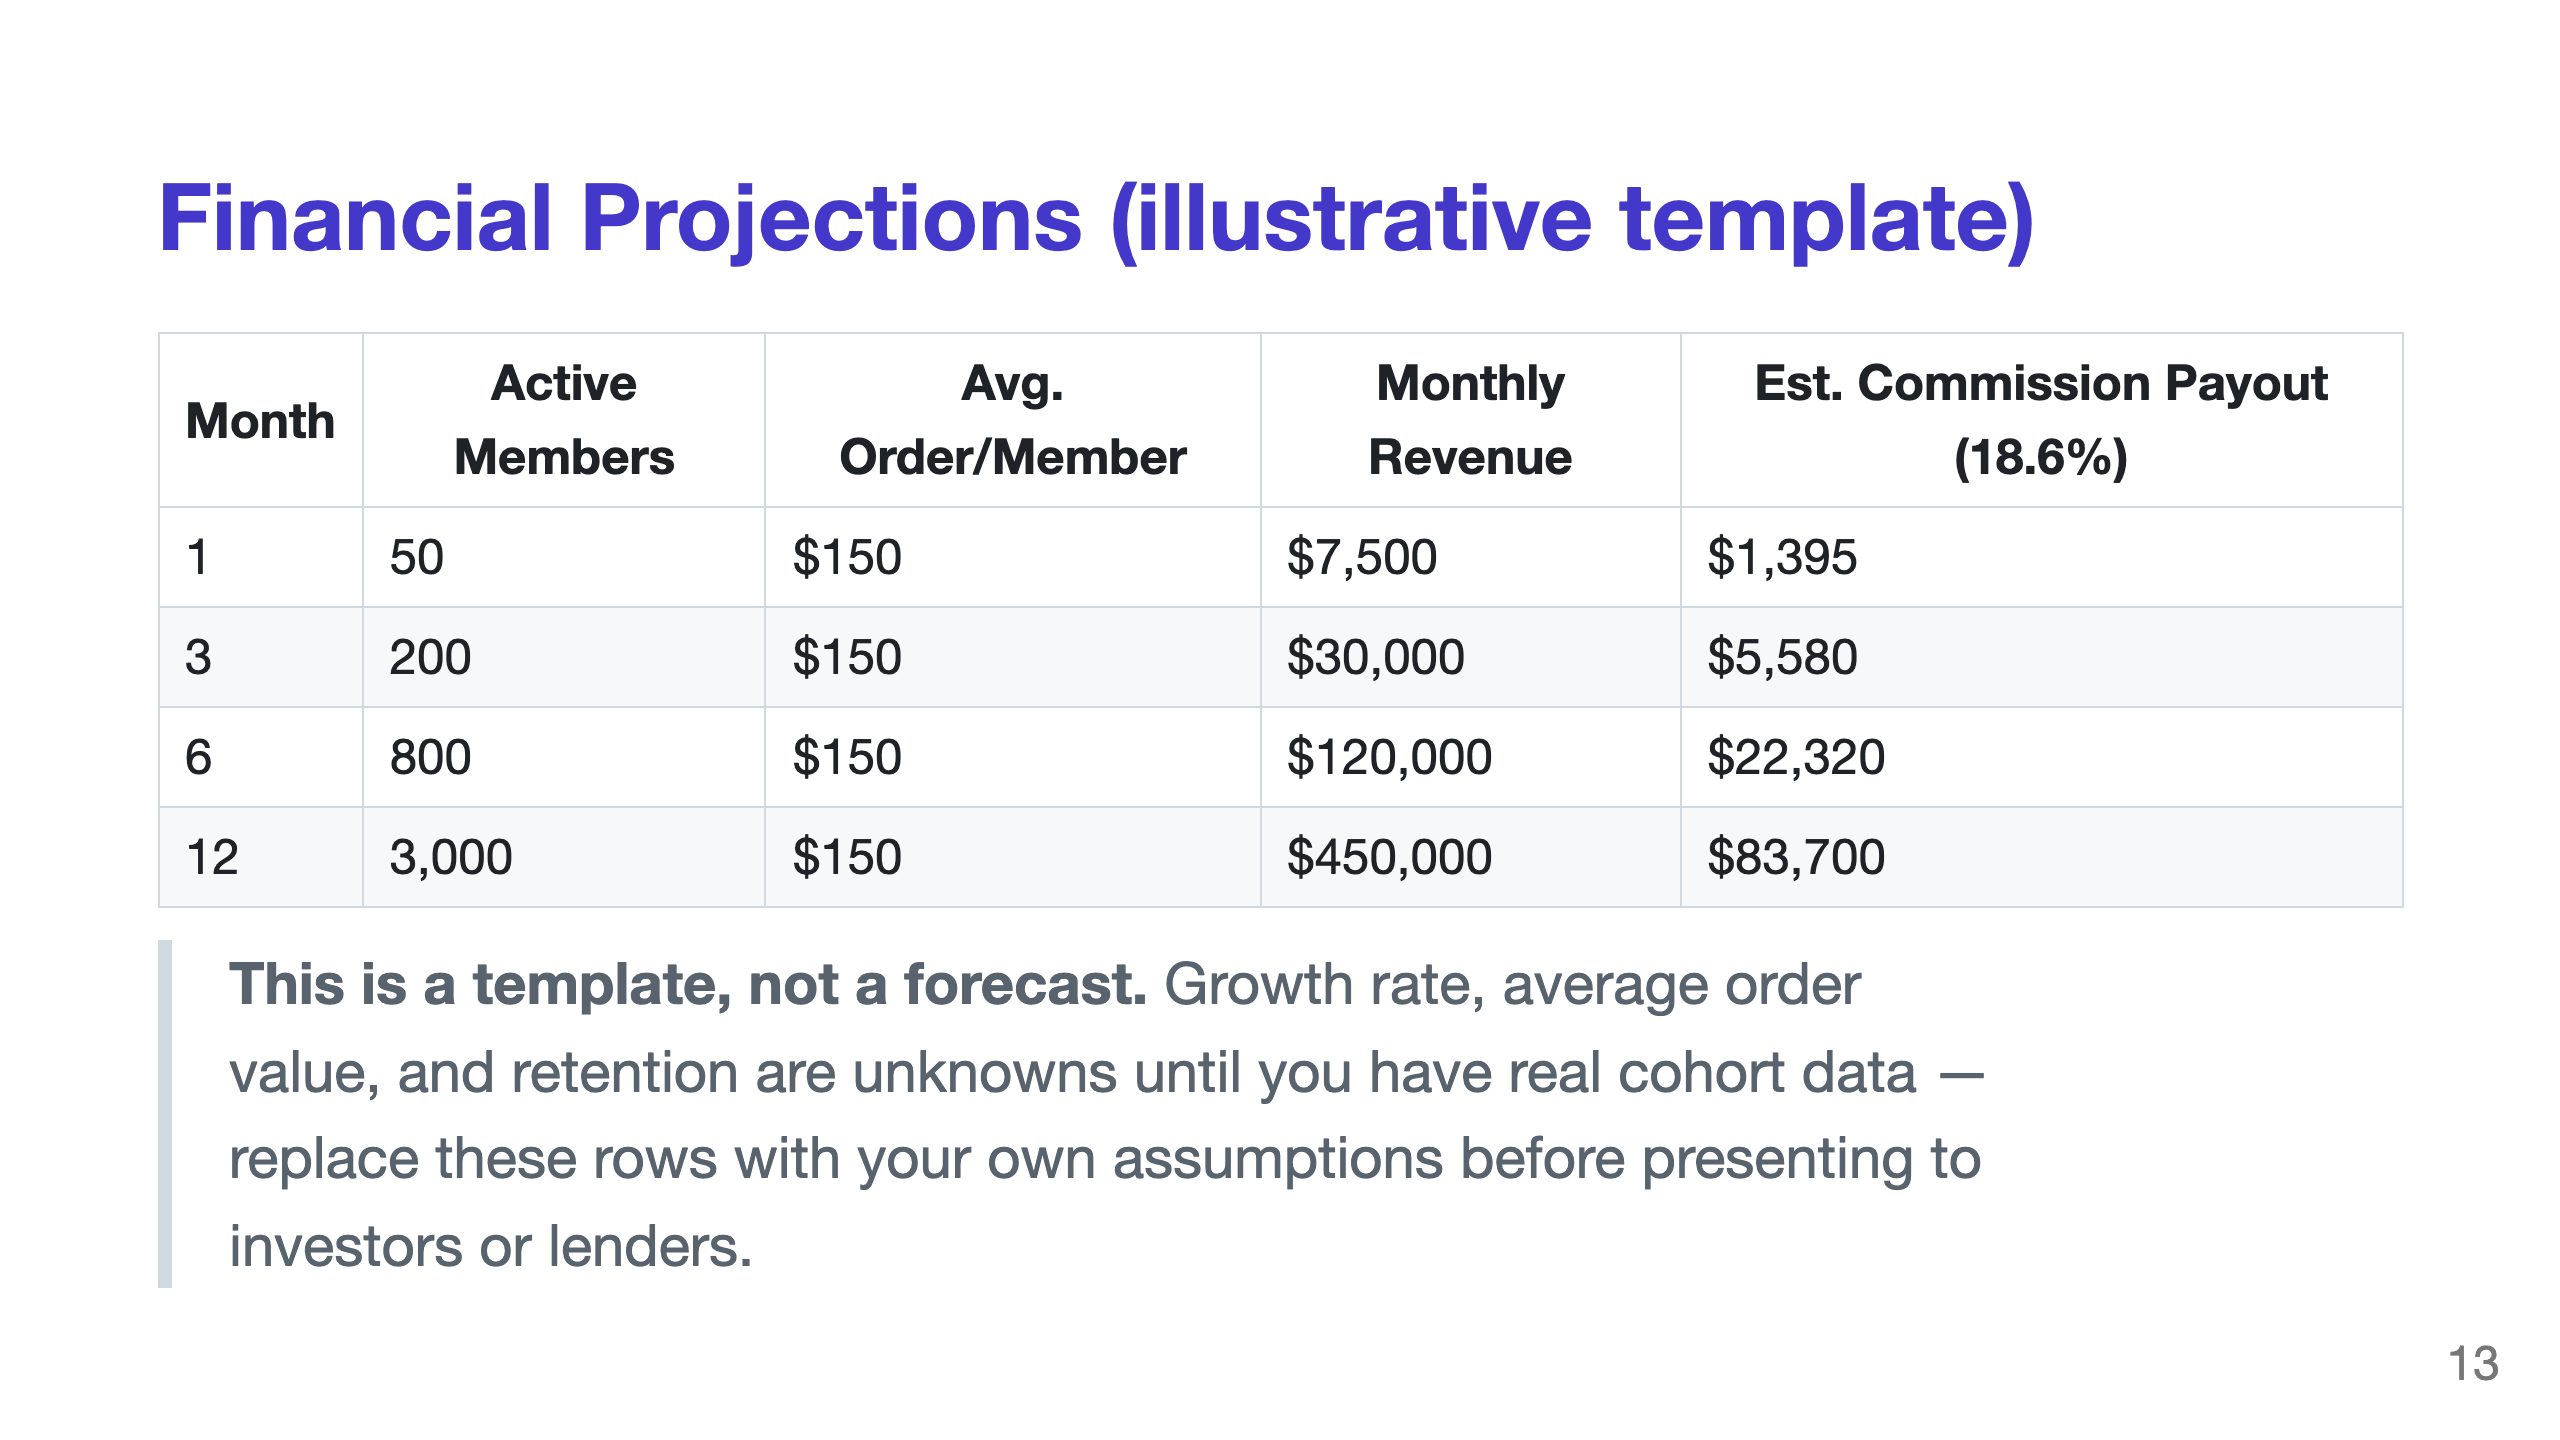 Financial Projections (illustrative template)
Month Active Members Avg. Order/Member Monthly Revenue Est. Commission Payout (18.6%)
1 50 $150 $7,500 $1,395
3 200 $150 $30,000 $5,580
6 800 $150 $120,000 $22,320
12 3,000 $150 $450,000 $83,700
This is a template, not a forecast. Growth rate, average order
value, and retention are unknowns until you have real cohort data —
replace these rows with your own assumptions before presenting to
investors or lenders.
13